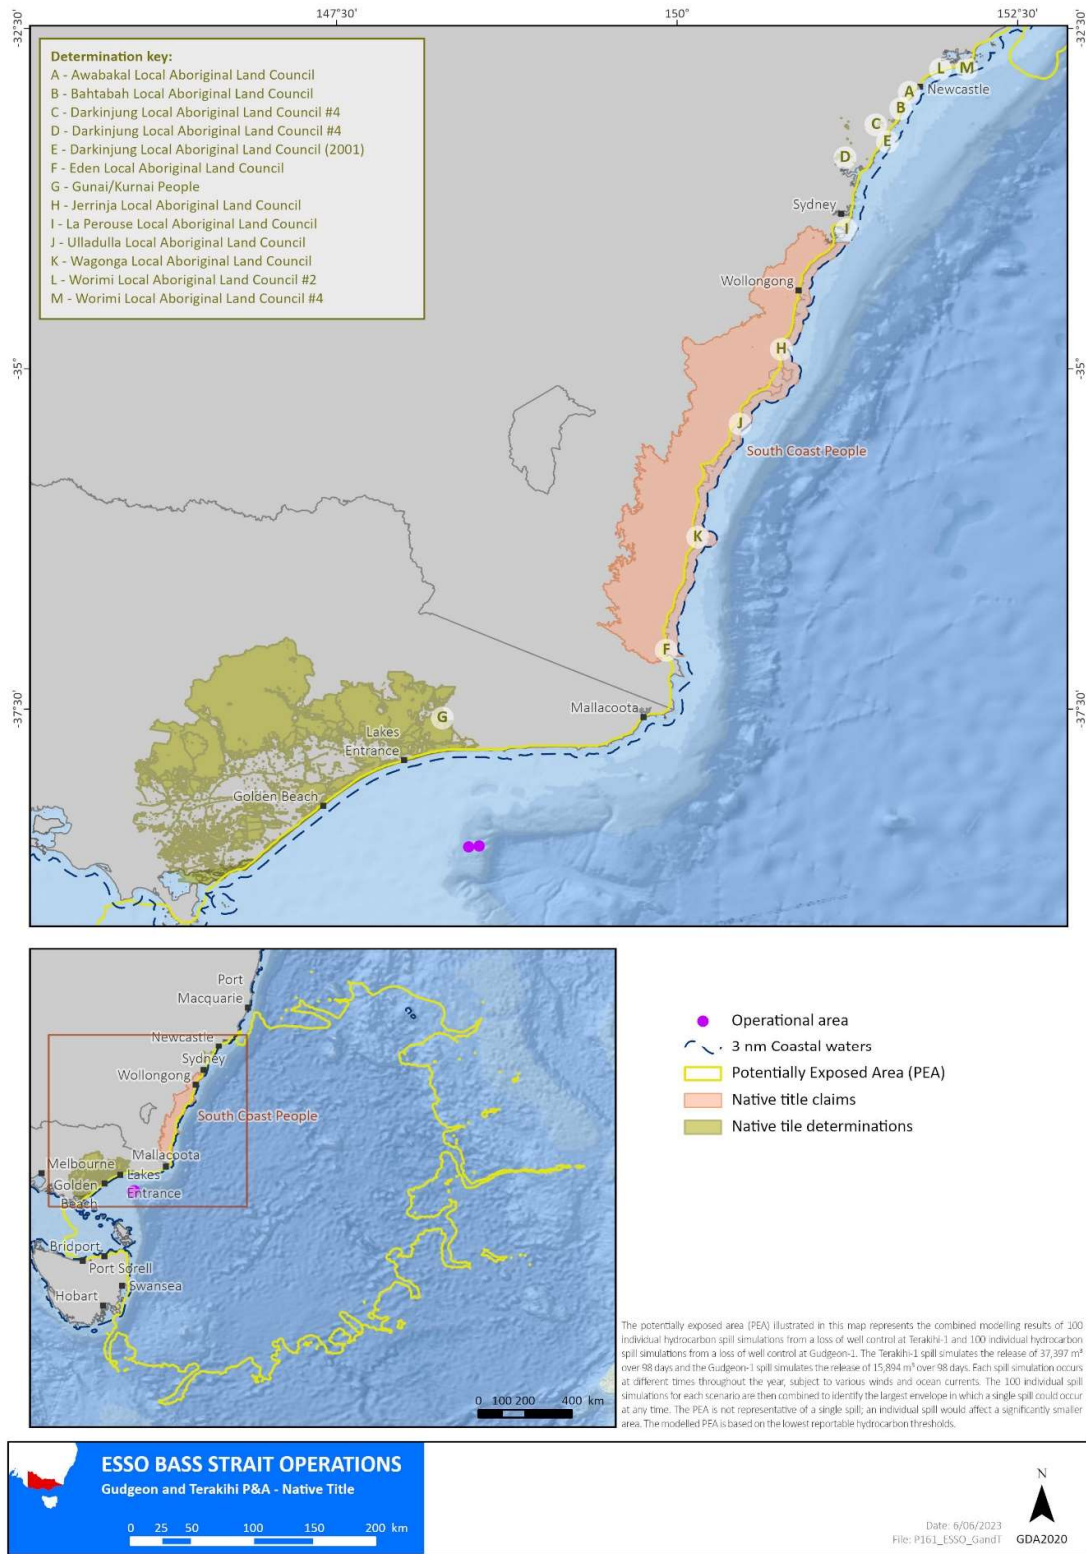 147°30'
150°
152°30'
-32°30'
-32°30'
Determination key:
A - Awabakal Local Aboriginal Land Council
B - Bahtabah Local Aboriginal Land Council
C - Darkinjung Local Aboriginal Land Council #4
D - Darkinjung Local Aboriginal Land Council #4
E - Darkinjung Local Aboriginal Land Council (2001)
F - Eden Local Aboriginal Land Council
G - Gunai/Kurnai People
H - Jerrinja Local Aboriginal Land Council
I - La Perouse Local Aboriginal Land Council
J - Ulladulla Local Aboriginal Land Council
K - Wagonga Local Aboriginal Land Council
L - Worimi Local Aboriginal Land Council #2
M - Worimi Local Aboriginal Land Council #4
L
M
A
Newcastle
B
C
E
D
Sydney
I
Wollongong
H
-35°
-35°
J
South Coast People
K
F
-37°30'
-37°30'
Mallacoota
G
Lakes
Entrance
Golden Beach
Port
Macquarie
Newcastle
Sydney
Wollongong
South Coast People
Mallacoota
Melbourne
Lakes
Entrance
Golden
Beach
Bridport
Port Sorell
Swansea
Hobart
0 100 200 400 km
Operational area
3 nm Coastal waters
Potentially Exposed Area (PEA)
Native title claims
Native tile determinations
The potentially exposed area (PEA) illustrated in this map represents the combined modelling results of 100
individual hydrocarbon spill simulations from a loss of well control at Terakihi-1 and 100 individual hydrocarbon
spill simulations from a loss of well control at Gudgeon-1. The Terakihi-1 spill simulates the release of 37,397 m³
over 98 days and the Gudgeon-1 spill simulates the release of 15,894 m³ over 98 days. Each spill simulation occurs
at different times throughout the year, subject to various winds and ocean currents. The 100 individual spill
simulations for each scenario are then combined to identify the largest envelope in which a single spill could occur
at any time. The PEA is not representative of a single spill; an individual spill would affect a significantly smaller
area. The modelled PEA is based on the lowest reportable hydrocarbon thresholds.
ESSO BASS STRAIT OPERATIONS
Gudgeon and Terakihi P&A - Native Title
0 25 50 100 150 200 km
N
Date: 6/06/2023
File: P161_ESSO_GandT
GDA2020